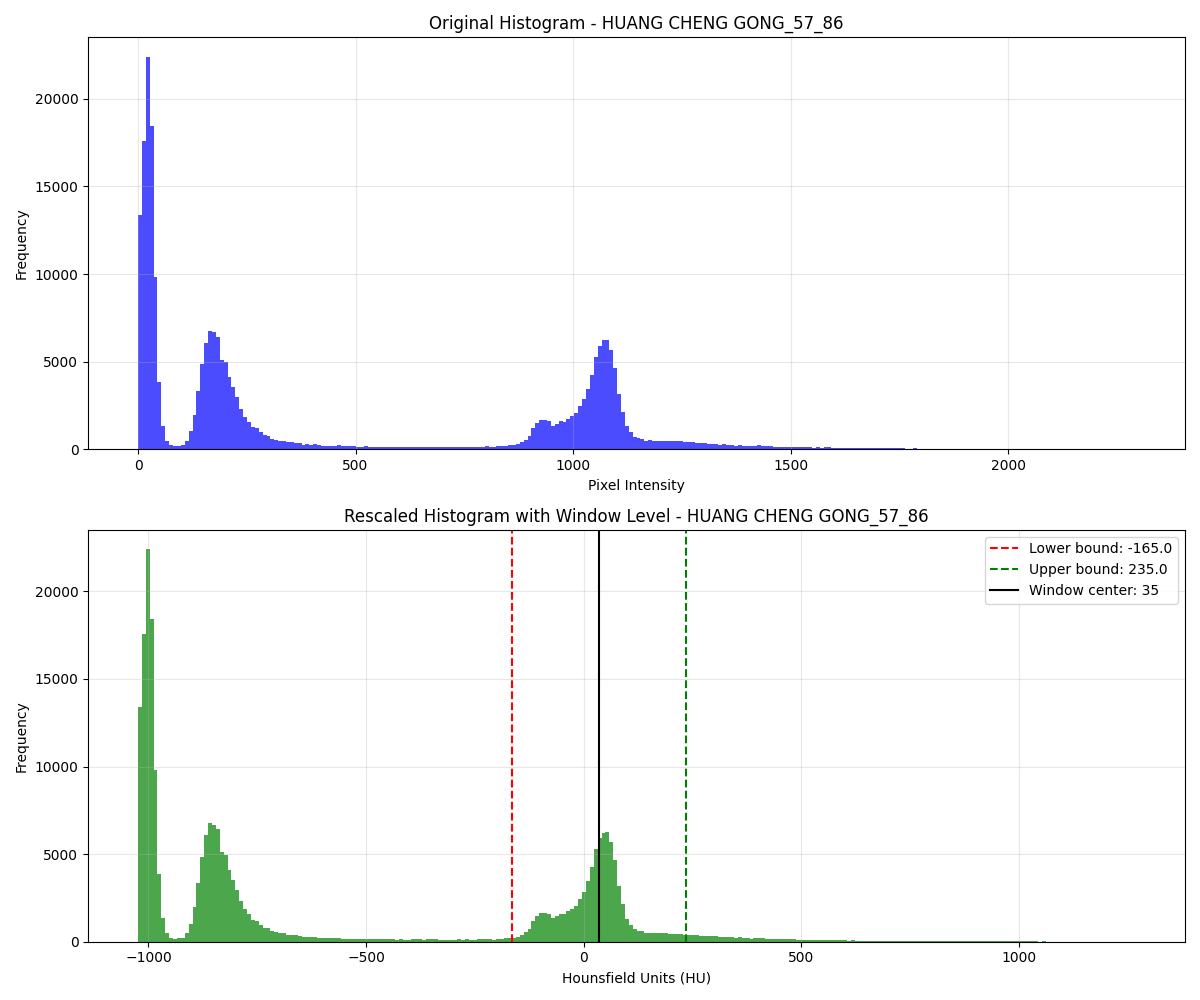 Original Histogram - HUANG CHENG GONG_57_86
Frequency
20000
15000
10000
5000
0
0 500 1000 1500 2000
Pixel Intensity
Rescaled Histogram with Window Level - HUANG CHENG GONG_57_86
Lower bound: -165.0
Upper bound: 235.0
Window center: 35
Frequency
20000
15000
10000
5000
0
−1000 −500 0 500 1000
Hounsfield Units (HU)